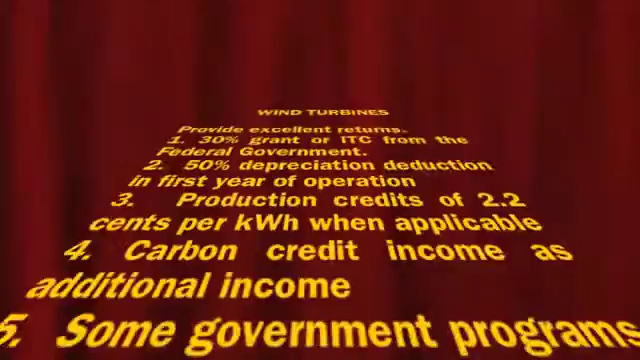 WIND TURBINES
Provide excellent returns.
1. 30% grant or ITC from the
Federal Government.
2. 50% depreciation deduction
in first year of operation
3. Production credits of 2.2
cents per kWh when applicable
4. Carbon credit income as
additional income
5. Some government programs